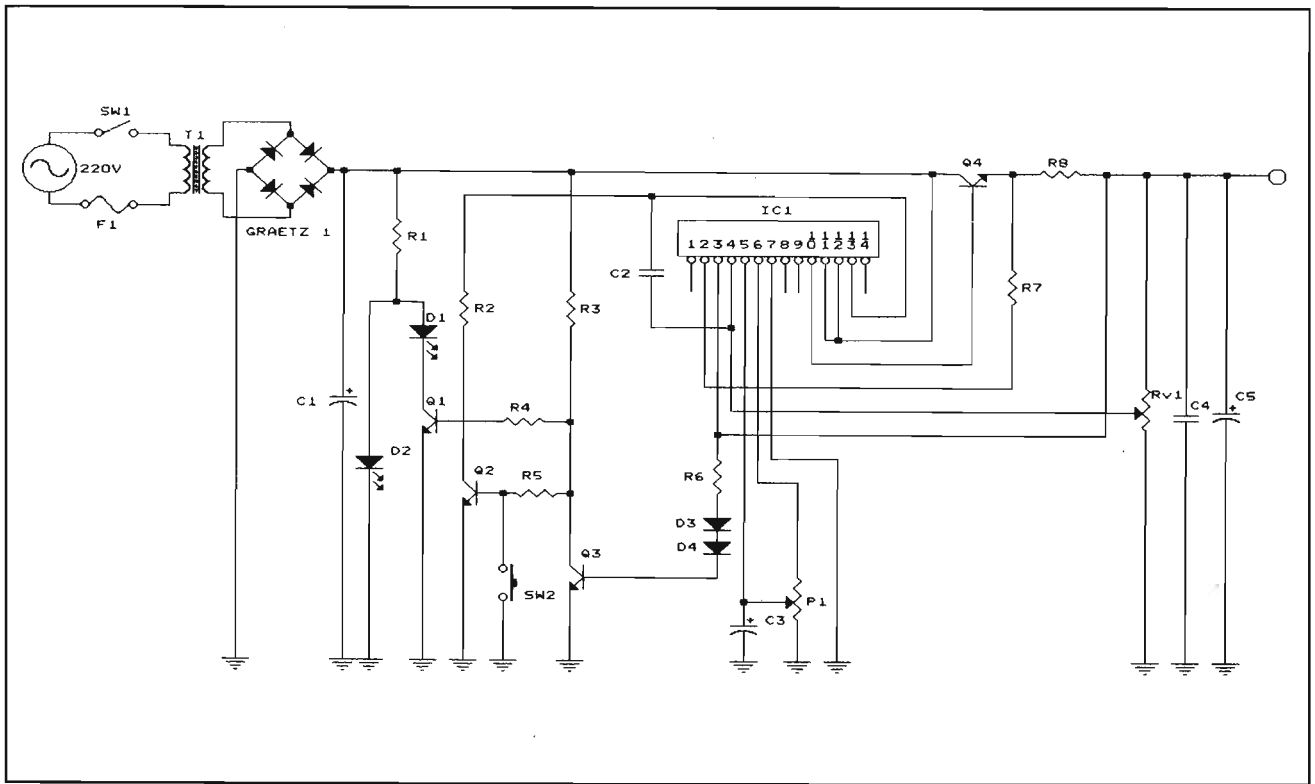 SW1
T1
220V
F1
GRAETZ 1
Q4
R8
IC1
1 2 3 4 5 6 7 8 9 10 11 12 13 14
R1
C2
R7
R2
R3
D1
C1
Q1
R4
Rv1
C4
C5
D2
Q2
R5
R6
D3
D4
Q3
SW2
P1
C3
+
+
+